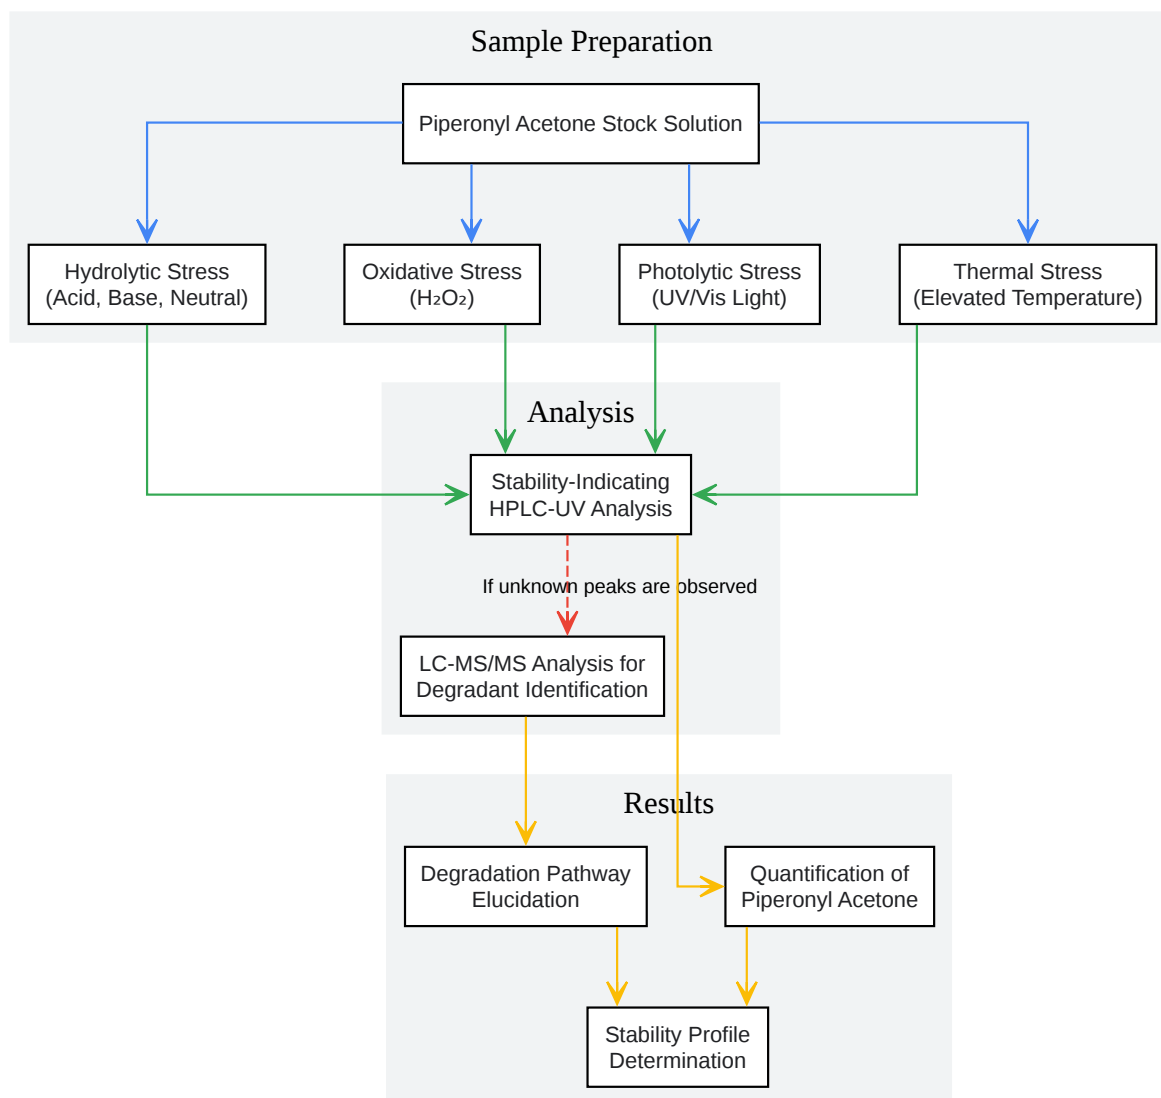 Sample Preparation
Piperonyl Acetone Stock Solution
Hydrolytic Stress
(Acid, Base, Neutral)
Oxidative Stress
(H₂O₂)
Photolytic Stress
(UV/Vis Light)
Thermal Stress
(Elevated Temperature)
Analysis
Stability-Indicating
HPLC-UV Analysis
If unknown peaks are observed
LC-MS/MS Analysis for
Degradant Identification
Results
Degradation Pathway
Elucidation
Quantification of
Piperonyl Acetone
Stability Profile
Determination